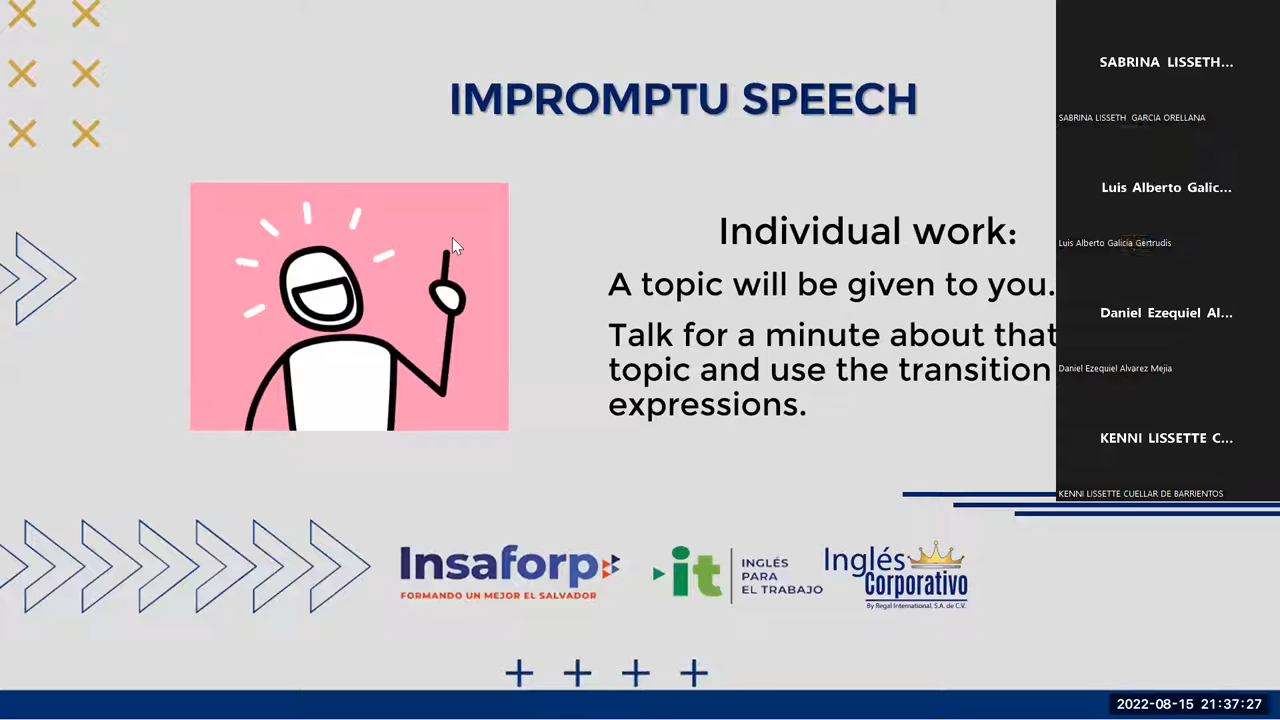 IMPROMPTU SPEECH
Individual work:
A topic will be given to you.
Talk for a minute about that
topic and use the transition
expressions.
SABRINA LISSETH...
SABRINA LISSETH GARCIA ORELLANA
Luis Alberto Galic...
Luis Alberto Galicia Gertrudis
Daniel Ezequiel Al...
Daniel Ezequiel Alvarez Mejia
KENNI LISSETTE C...
KENNI LISSETTE CUELLAR DE BARRIENTOS
Insaforp
FORMANDO UN MEJOR EL SALVADOR
it
INGLÉS
PARA
EL TRABAJO
Inglés
Corporativo
By Regal International, S.A. de C.V.
2022-08-15 21:37:27